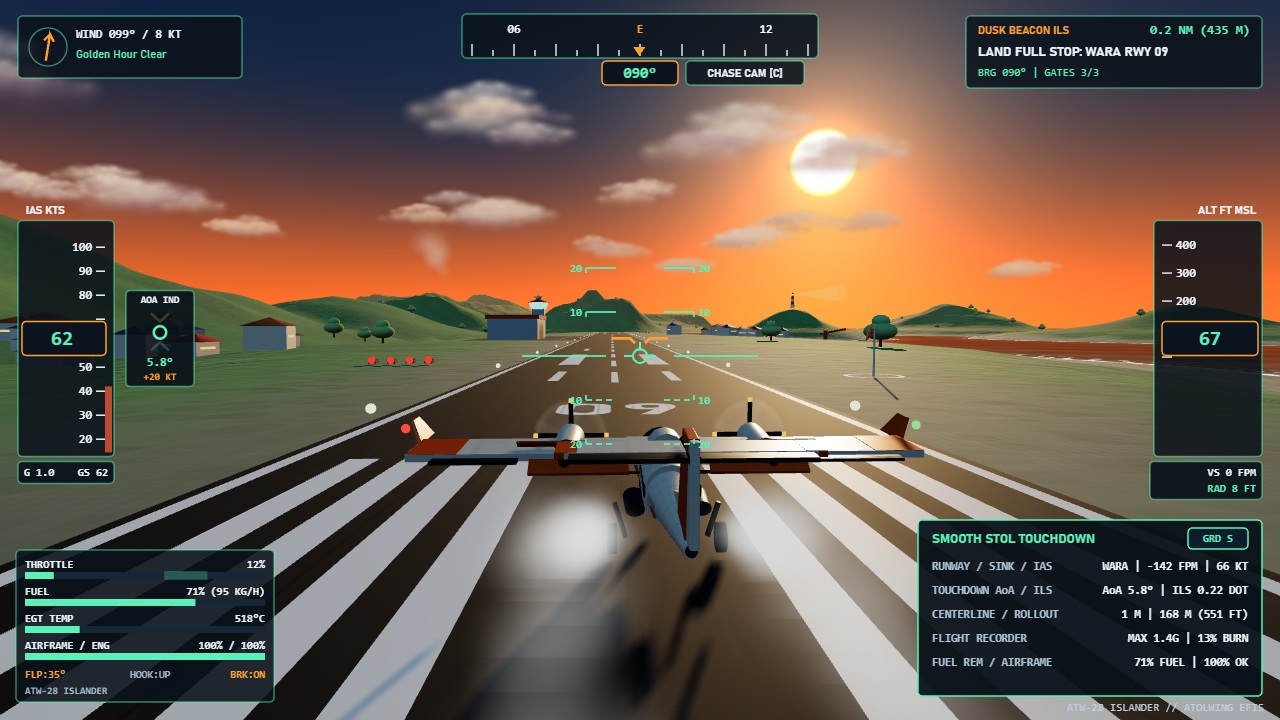 WIND 099° / 8 KT
Golden Hour Clear
06 E 12
090°
CHASE CAM [C]
DUSK BEACON ILS 0.2 NM (435 M)
LAND FULL STOP: WARA RWY 09
BRG 090° | GATES 3/3
IAS KTS
100
90
80
62
50
40
30
20
G 1.0 GS 62
AOA IND
5.8°
+20 KT
20 20
10 10
10 10
20 20
09
ALT FT MSL
400
300
200
67
VS 0 FPM
RAD 8 FT
THROTTLE 12%
FUEL 71% (95 KG/H)
EGT TEMP 518°C
AIRFRAME / ENG 100% / 100%
FLP:35° HOOK:UP BRK:ON
ATW-28 ISLANDER
SMOOTH STOL TOUCHDOWN GRD S
RUNWAY / SINK / IAS WARA | -142 FPM | 66 KT
TOUCHDOWN AoA / ILS AoA 5.8° | ILS 0.22 DOT
CENTERLINE / ROLLOUT 1 M | 168 M (551 FT)
FLIGHT RECORDER MAX 1.4G | 13% BURN
FUEL REM / AIRFRAME 71% FUEL | 100% OK
ATW-28 ISLANDER // ATOLWING EFIS